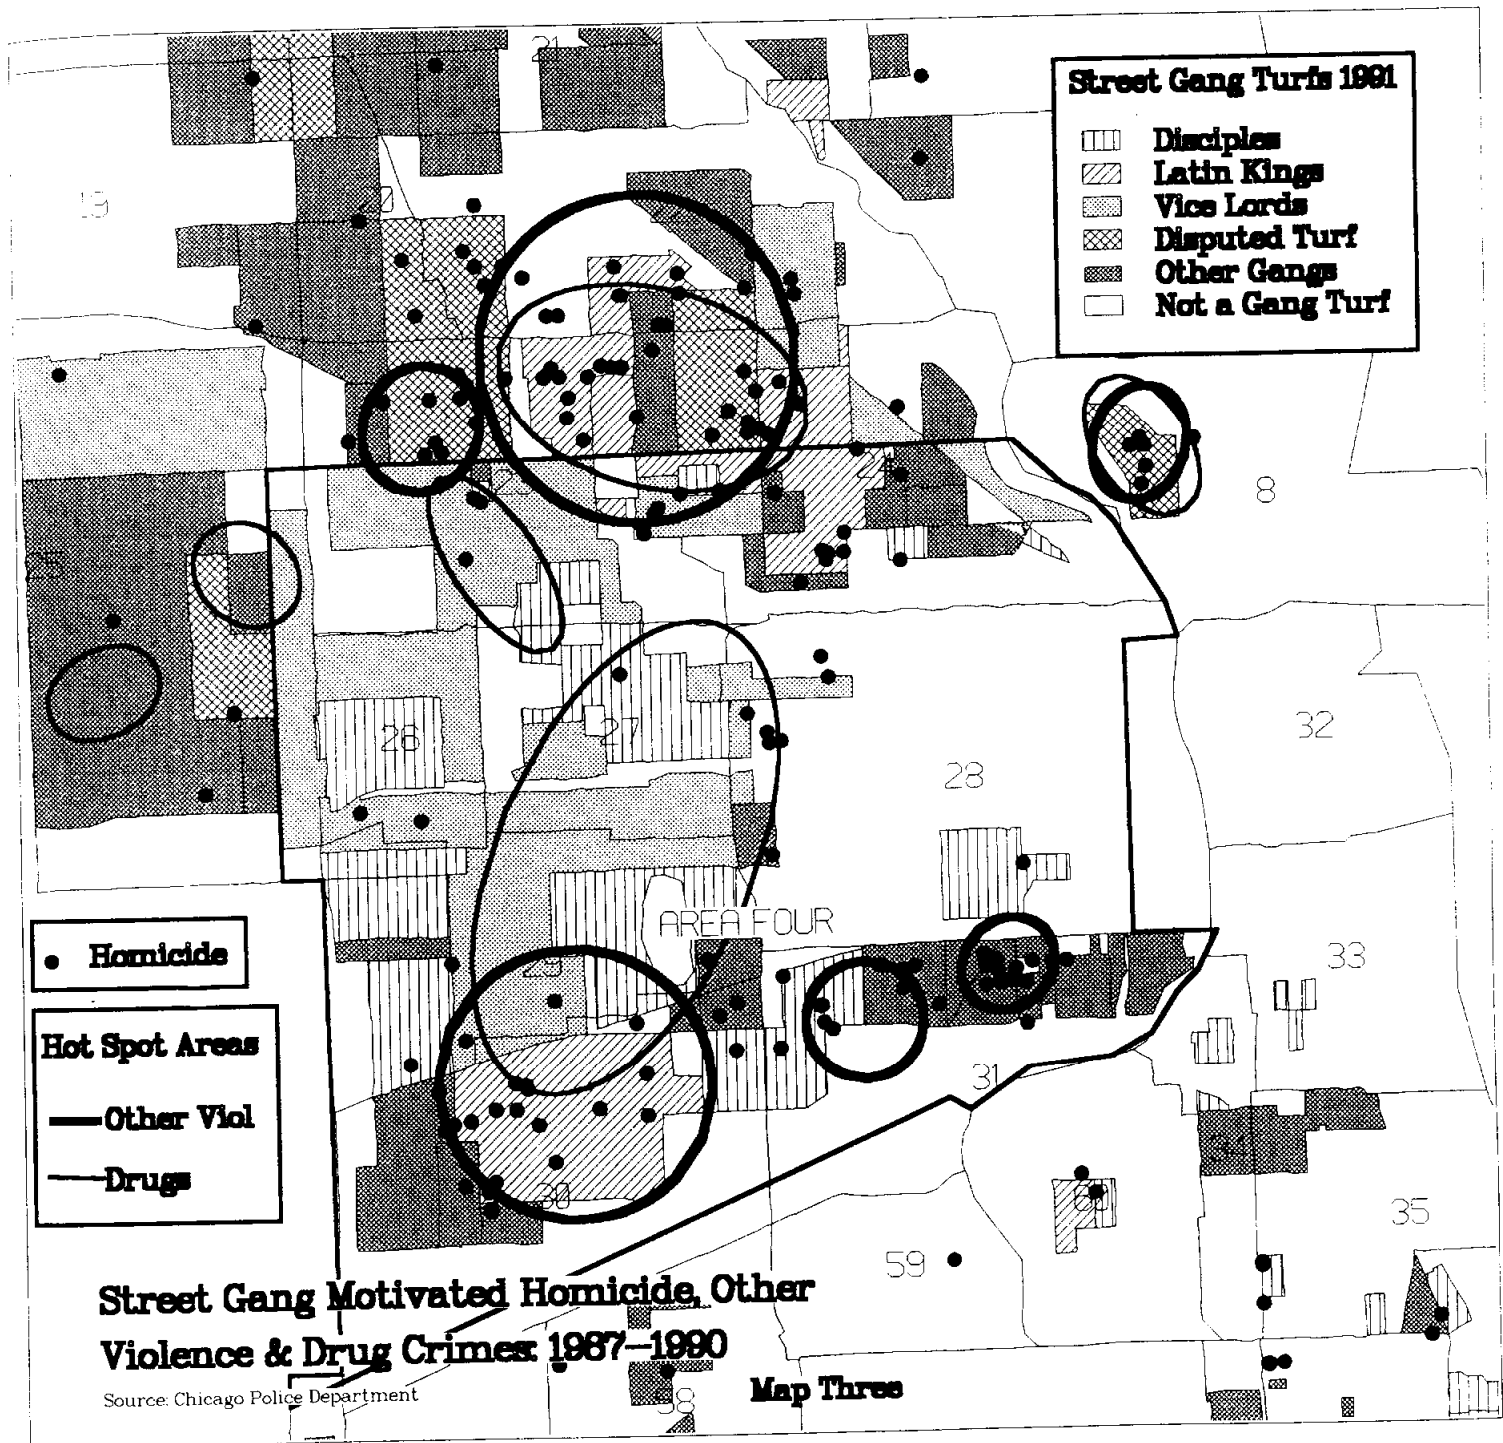 21
Street Gang Turfs 1991
Disciples
Latin Kings
Vice Lords
Disputed Turf
Other Gangs
Not a Gang Turf
19
22
23
24
8
25
26
27
32
28
AREA FOUR
Homicide
29
33
Hot Spot Areas
Other Viol
Drugs
31
34
30
60
35
59
Street Gang Motivated Homicide, Other
Violence & Drug Crimes: 1987-1990
Source: Chicago Police Department
Map Three
58